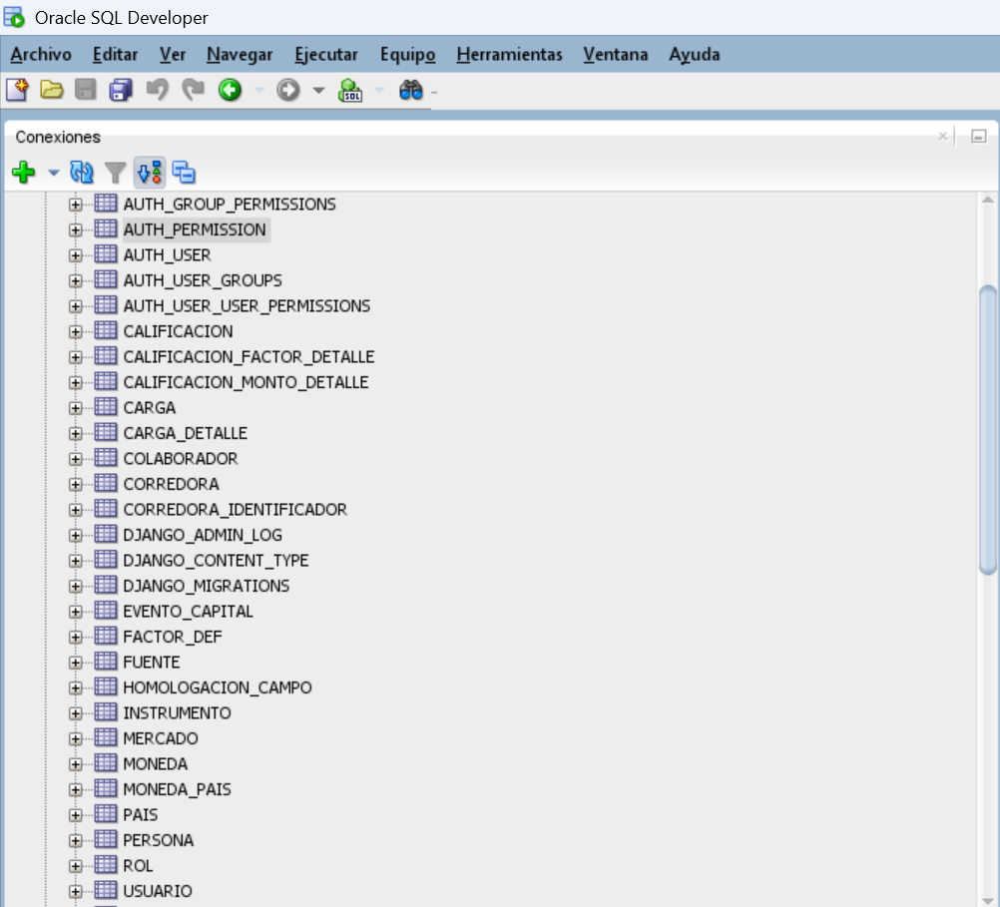 Oracle SQL Developer
Archivo Editar Ver Navegar Ejecutar Equipo Herramientas Ventana Ayuda
SQL
Conexiones
AUTH_GROUP_PERMISSIONS
AUTH_PERMISSION
AUTH_USER
AUTH_USER_GROUPS
AUTH_USER_USER_PERMISSIONS
CALIFICACION
CALIFICACION_FACTOR_DETALLE
CALIFICACION_MONTO_DETALLE
CARGA
CARGA_DETALLE
COLABORADOR
CORREDORA
CORREDORA_IDENTIFICADOR
DJANGO_ADMIN_LOG
DJANGO_CONTENT_TYPE
DJANGO_MIGRATIONS
EVENTO_CAPITAL
FACTOR_DEF
FUENTE
HOMOLOGACION_CAMPO
INSTRUMENTO
MERCADO
MONEDA
MONEDA_PAIS
PAIS
PERSONA
ROL
USUARIO